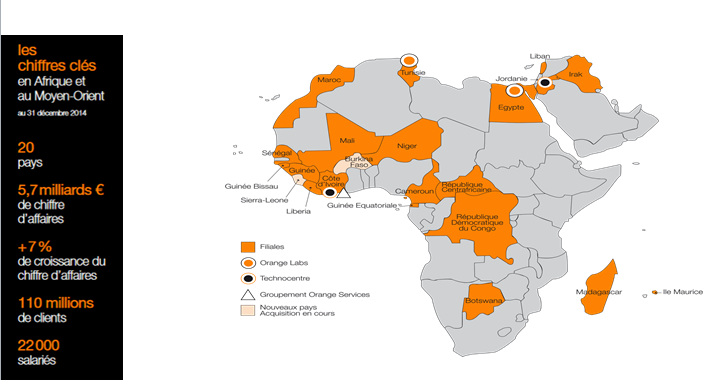 les
chiffres clés
en Afrique et
au Moyen-Orient
au 31 décembre 2014
20
pays
5,7 milliards €
de chiffre
d'affaires
+7 %
de croissance du
chiffre d'affaires
110 millions
de clients
22 000
salariés
Liban
Maroc
Tunisie
Jordanie
Irak
Egypte
Mali
Niger
Sénégal
Burkina
Faso
Guinée
Côte
d'Ivoire
Guinée Bissau
Sierra-Leone
Liberia
Cameroun
République
Centrafricaine
Guinée Equatoriale
République
Démocratique
du Congo
Madagascar
Ile Maurice
Botswana
Filiales
Orange Labs
Technocentre
Groupement Orange Services
Nouveaux pays
Acquisition en cours